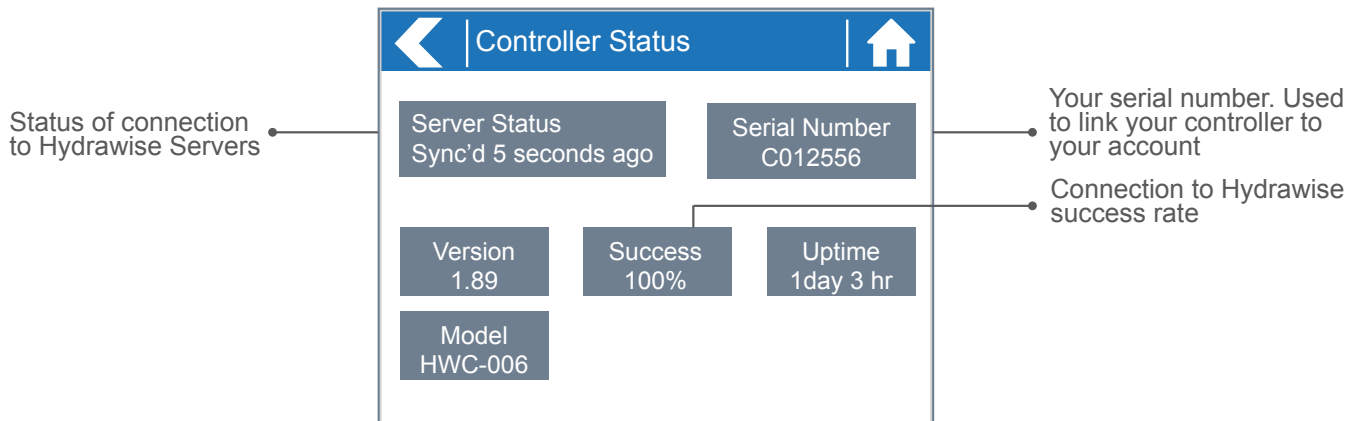 Controller Status
Status of connection
to Hydrawise Servers
Server Status
Sync’d 5 seconds ago
Serial Number
C012556
Your serial number. Used
to link your controller to
your account
Connection to Hydrawise
success rate
Version
1.89
Success
100%
Uptime
1day 3 hr
Model
HWC-006